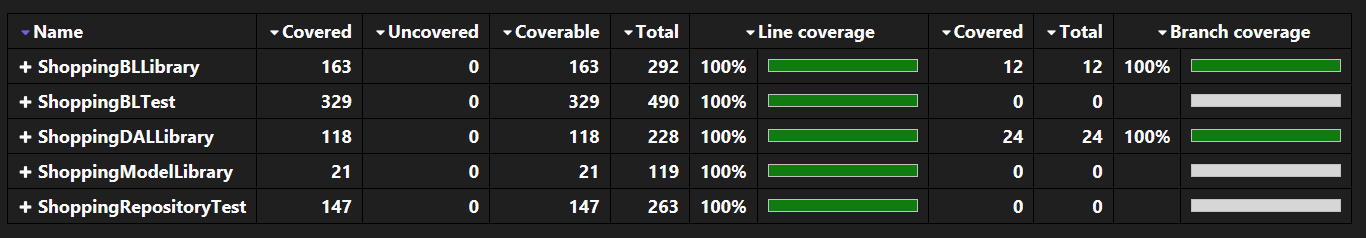 Name Covered Uncovered Coverable Total Line coverage Covered Total Branch coverage
+ ShoppingBLLibrary 163 0 163 292 100% 12 12 100%
+ ShoppingBLTest 329 0 329 490 100% 0 0
+ ShoppingDALLibrary 118 0 118 228 100% 24 24 100%
+ ShoppingModelLibrary 21 0 21 119 100% 0 0
+ ShoppingRepositoryTest 147 0 147 263 100% 0 0